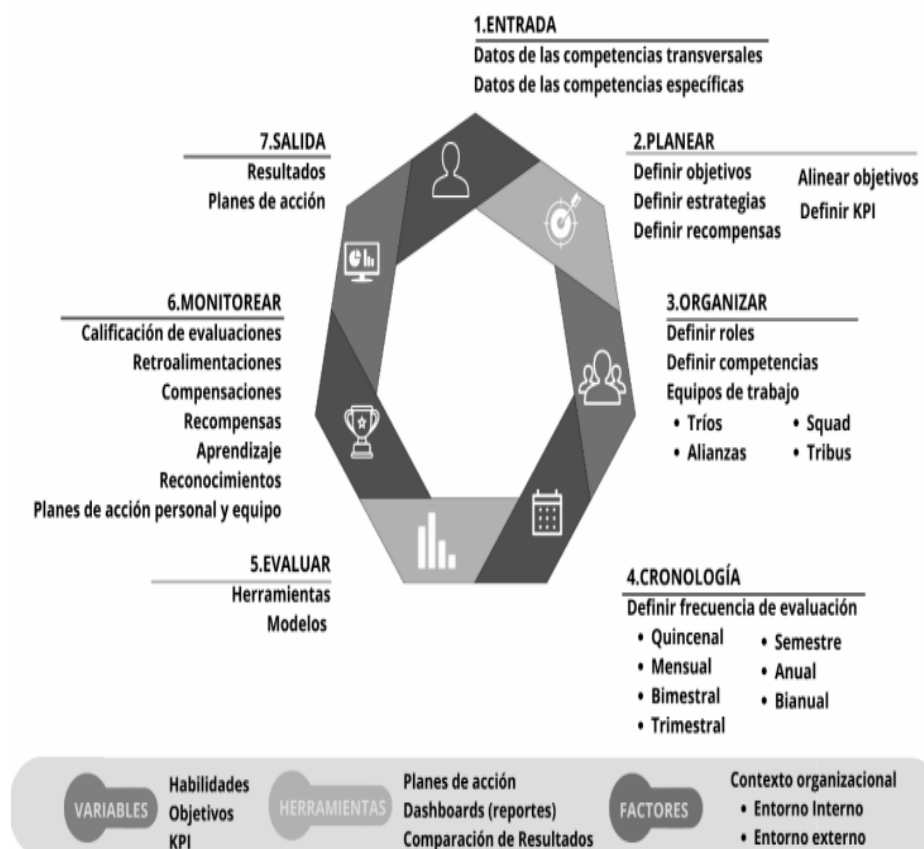 1.ENTRADA
Datos de las competencias transversales
Datos de las competencias específicas
2.PLANEAR
Definir objetivos
Definir estrategias
Definir recompensas
Alinear objetivos
Definir KPI
3.ORGANIZAR
Definir roles
Definir competencias
Equipos de trabajo
• Tríos
• Alianzas
• Squad
• Tribus
4.CRONOLOGÍA
Definir frecuencia de evaluación
• Quincenal
• Mensual
• Bimestral
• Trimestral
• Semestre
• Anual
• Bianual
5.EVALUAR
Herramientas
Modelos
6.MONITOREAR
Calificación de evaluaciones
Retroalimentaciones
Compensaciones
Recompensas
Aprendizaje
Reconocimientos
Planes de acción personal y equipo
7.SALIDA
Resultados
Planes de acción
VARIABLES
Habilidades
Objetivos
KPI
HERRAMIENTAS
Planes de acción
Dashboards (reportes)
Comparación de Resultados
FACTORES
Contexto organizacional
• Entorno Interno
• Entorno externo